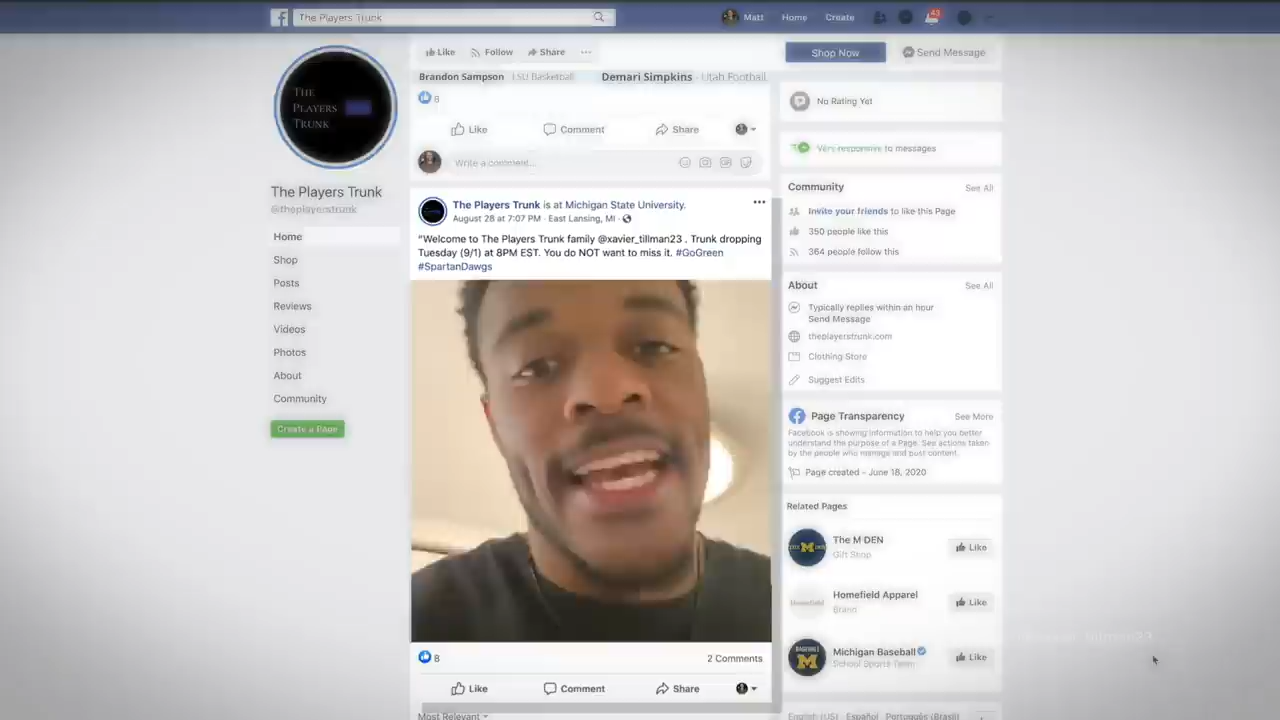 The Players Trunk
Matt
Home
Create
43
THE
PLAYERS
TRUNK
The Players Trunk
@theplayerstrunk
Home
Shop
Posts
Reviews
Videos
Photos
About
Community
Create a Page
Like
Follow
Share
Shop Now
Send Message
Brandon Sampson LSU Basketball
Demari Simpkins - Utah Football
8
Like
Comment
Share
Write a comment...
The Players Trunk is at Michigan State University.
August 28 at 7:07 PM · East Lansing, MI ·
"Welcome to The Players Trunk family @xavier_tillman23 . Trunk dropping
Tuesday (9/1) at 8PM EST. You do NOT want to miss it. #GoGreen
#SpartanDawgs
8
2 Comments
Like
Comment
Share
Most Relevant
No Rating Yet
Very responsive to messages
Community
See All
Invite your friends to like this Page
350 people like this
364 people follow this
About
See All
Typically replies within an hour
Send Message
theplayerstrunk.com
Clothing Store
Suggest Edits
Page Transparency
See More
Facebook is showing information to help you better
understand the purpose of a Page. See actions taken
by the people who manage and post content.
Page created - June 18, 2020
Related Pages
The M DEN
Gift Shop
Like
Homefield Apparel
Brand
Like
Michigan Baseball
School Sports Team
Like
English (US) Español Português (Brasil)